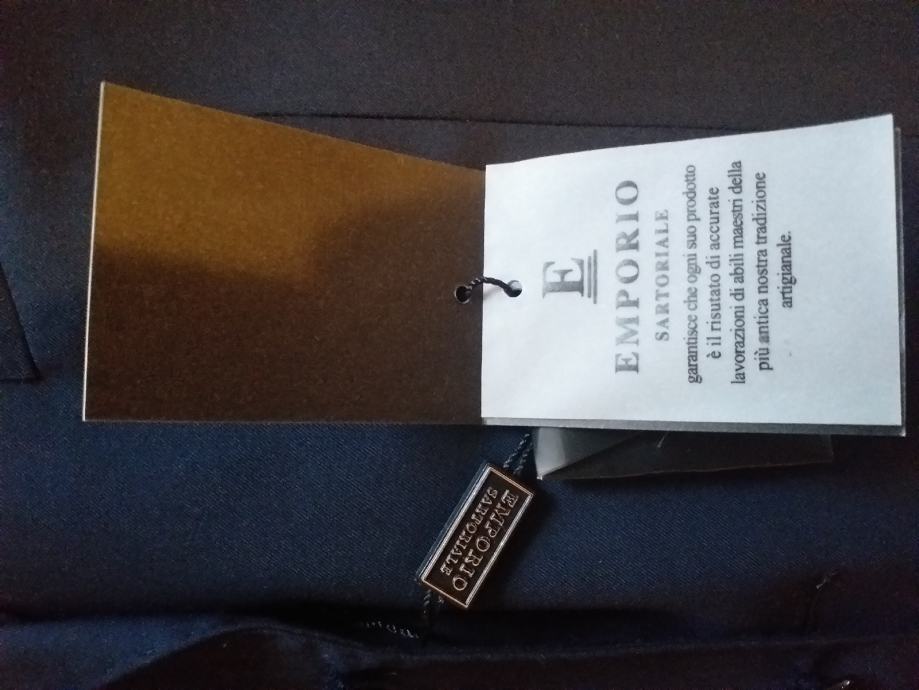 E
EMPORIO
SARTORIALE
garantisce che ogni suo prodotto
è il risutato di accurate
lavorazioni di abili maestri della
più antica nostra tradizione
artigianale.
EMPORIO
SARTORIALE